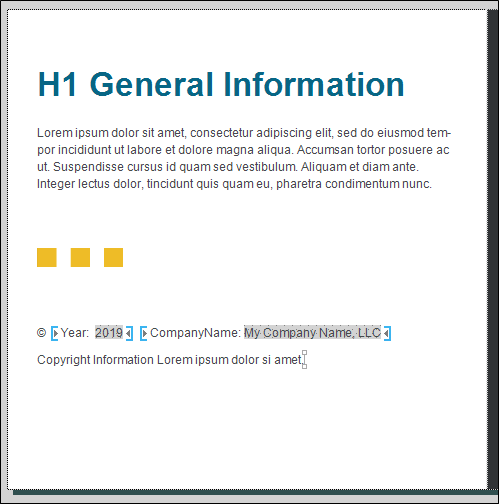 H1 General Information
Lorem ipsum dolor sit amet, consectetur adipiscing elit, sed do eiusmod tem-
por incididunt ut labore et dolore magna aliqua. Accumsan tortor posuere ac
ut. Suspendisse cursus id quam sed vestibulum. Aliquam et diam ante.
Integer lectus dolor, tincidunt quis quam eu, pharetra condimentum nunc.
© Year: 2019 CompanyName: My Company Name, LLC
Copyright Information Lorem ipsum dolor si amet.